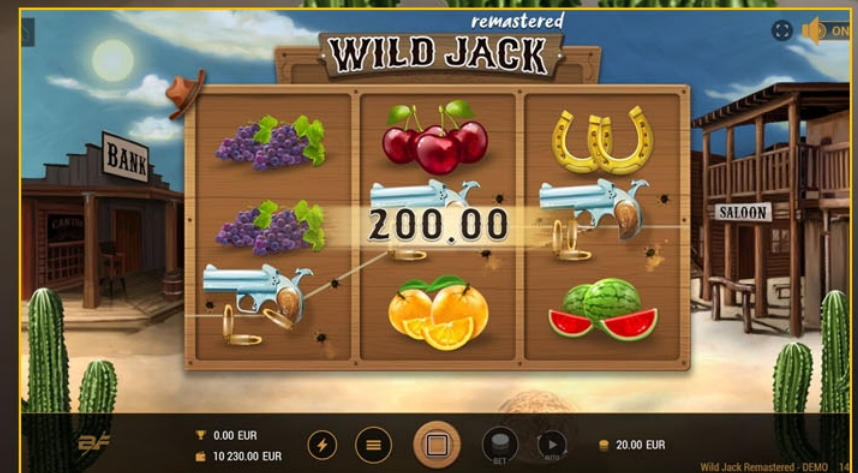 remastered
WILD JACK
ON
BANK
200.00
SALOON
0.00 EUR
10 230.00 EUR
BET
AUTO
20.00 EUR
Wild Jack Remastered - DEMO